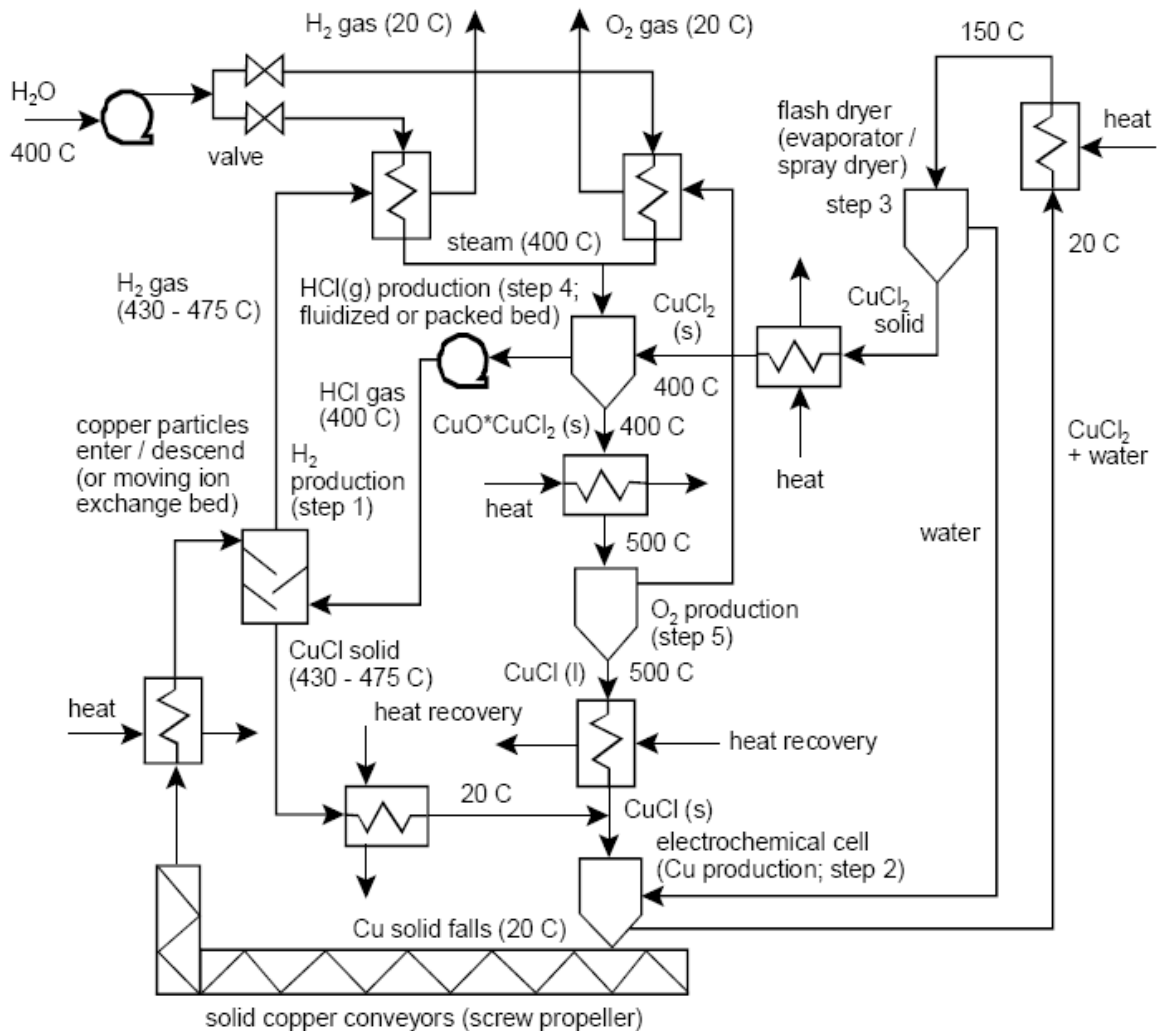 H₂ gas (20 C)
O₂ gas (20 C)
150 C
H₂O
400 C
valve
flash dryer
(evaporator /
spray dryer)
step 3
heat
steam (400 C)
20 C
H₂ gas
(430 - 475 C)
HCl(g) production (step 4;
fluidized or packed bed)
CuCl₂
(s)
CuCl₂
solid
400 C
HCl gas
(400 C)
CuO*CuCl₂ (s)
400 C
heat
CuCl₂
+ water
copper particles
enter / descend
(or moving ion
exchange bed)
H₂
production
(step 1)
heat
500 C
water
O₂ production
(step 5)
CuCl solid
(430 - 475 C)
CuCl (l)
500 C
heat
heat recovery
heat recovery
20 C
CuCl (s)
electrochemical cell
(Cu production; step 2)
Cu solid falls (20 C)
solid copper conveyors (screw propeller)